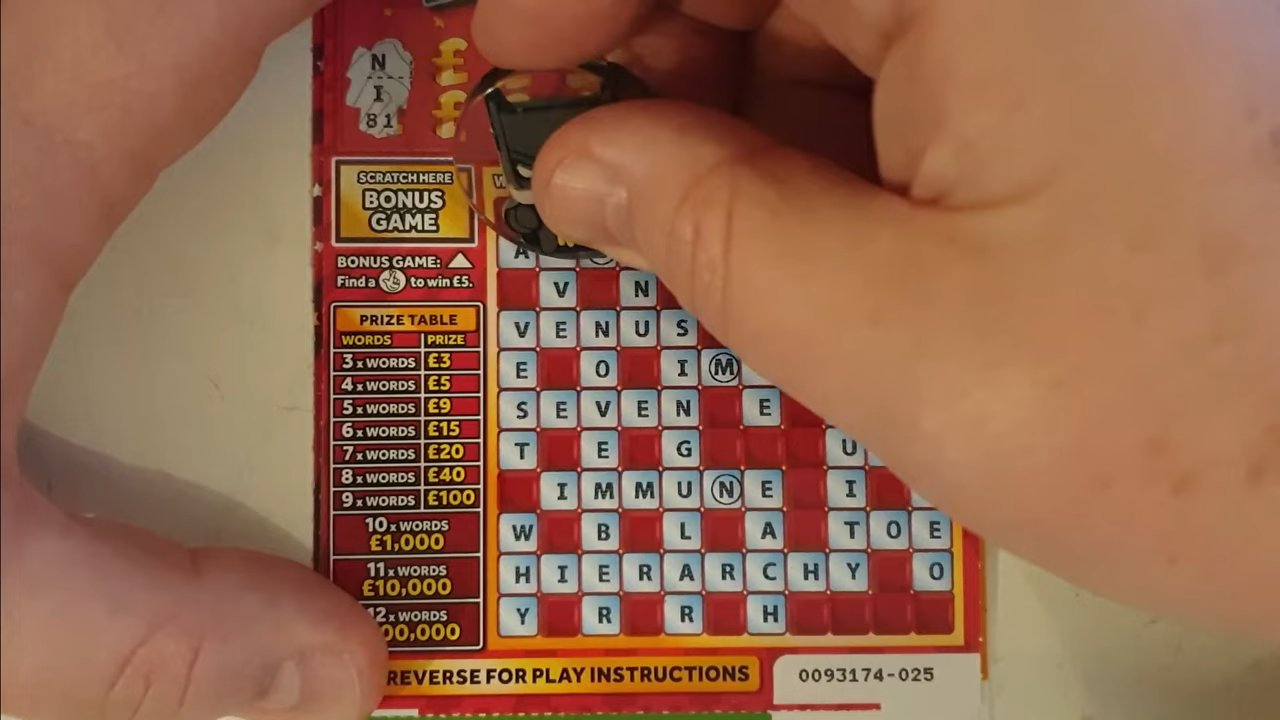 N £
I £
81
SCRATCH HERE
BONUS
GAME
BONUS GAME:
Find a to win £5.
PRIZE TABLE
WORDS PRIZE
3 x WORDS £3
4 x WORDS £5
5 x WORDS £9
6 x WORDS £15
7 x WORDS £20
8 x WORDS £40
9 x WORDS £100
10 x WORDS
£1,000
11 x WORDS
£10,000
12 x WORDS
A
V N
V E N U S
E O I M
S E V E N E
T E G U
I M M U N E I
W B L A T O E
H I E R A R C H Y O
Y R R H
REVERSE FOR PLAY INSTRUCTIONS
0093174-025